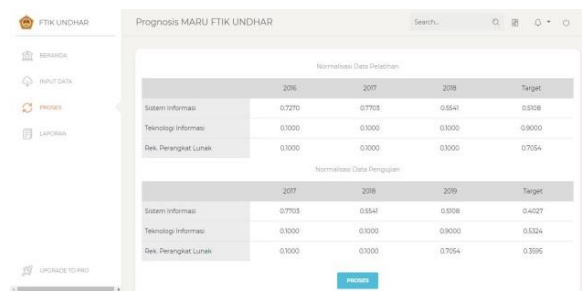 FTIK UNDHAR
Prognosis MARU FTIK UNDHAR
Search...
BERANDA
INPUT DATA
PROSES
LAPORAN
UPGRADE TO PRO
Normalisasi Data Pelatihan
2016 2017 2018 Target
Sistem Informasi 0.7270 0.7703 0.5541 0.5108
Teknologi Informasi 0.1000 0.1000 0.1000 0.9000
Rek. Perangkat Lunak 0.1000 0.1000 0.1000 0.7054
Normalisasi Data Pengujian
2017 2018 2019 Target
Sistem Informasi 0.7703 0.5541 0.5108 0.4027
Teknologi Informasi 0.1000 0.1000 0.9000 0.5324
Rek. Perangkat Lunak 0.1000 0.1000 0.7054 0.3595
PROSES